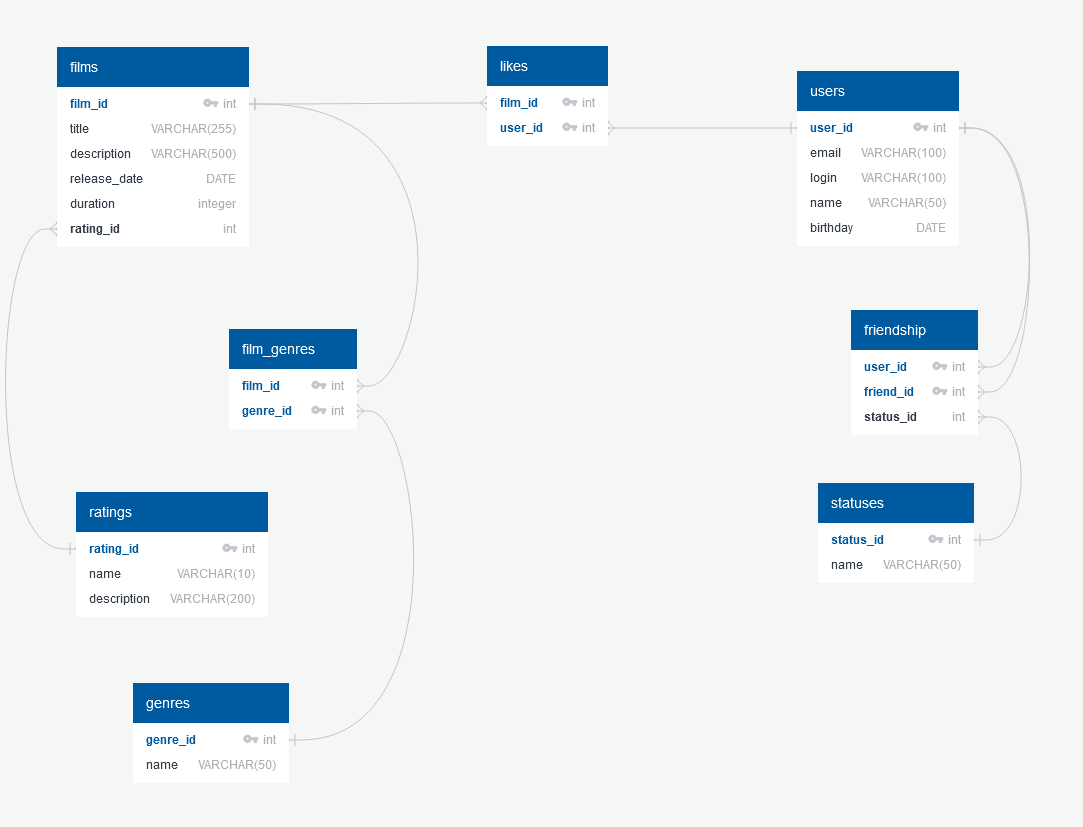 films
film_id int
title VARCHAR(255)
description VARCHAR(500)
release_date DATE
duration integer
rating_id int
likes
film_id int
user_id int
users
user_id int
email VARCHAR(100)
login VARCHAR(100)
name VARCHAR(50)
birthday DATE
friendship
user_id int
friend_id int
status_id int
film_genres
film_id int
genre_id int
statuses
status_id int
name VARCHAR(50)
ratings
rating_id int
name VARCHAR(10)
description VARCHAR(200)
genres
genre_id int
name VARCHAR(50)